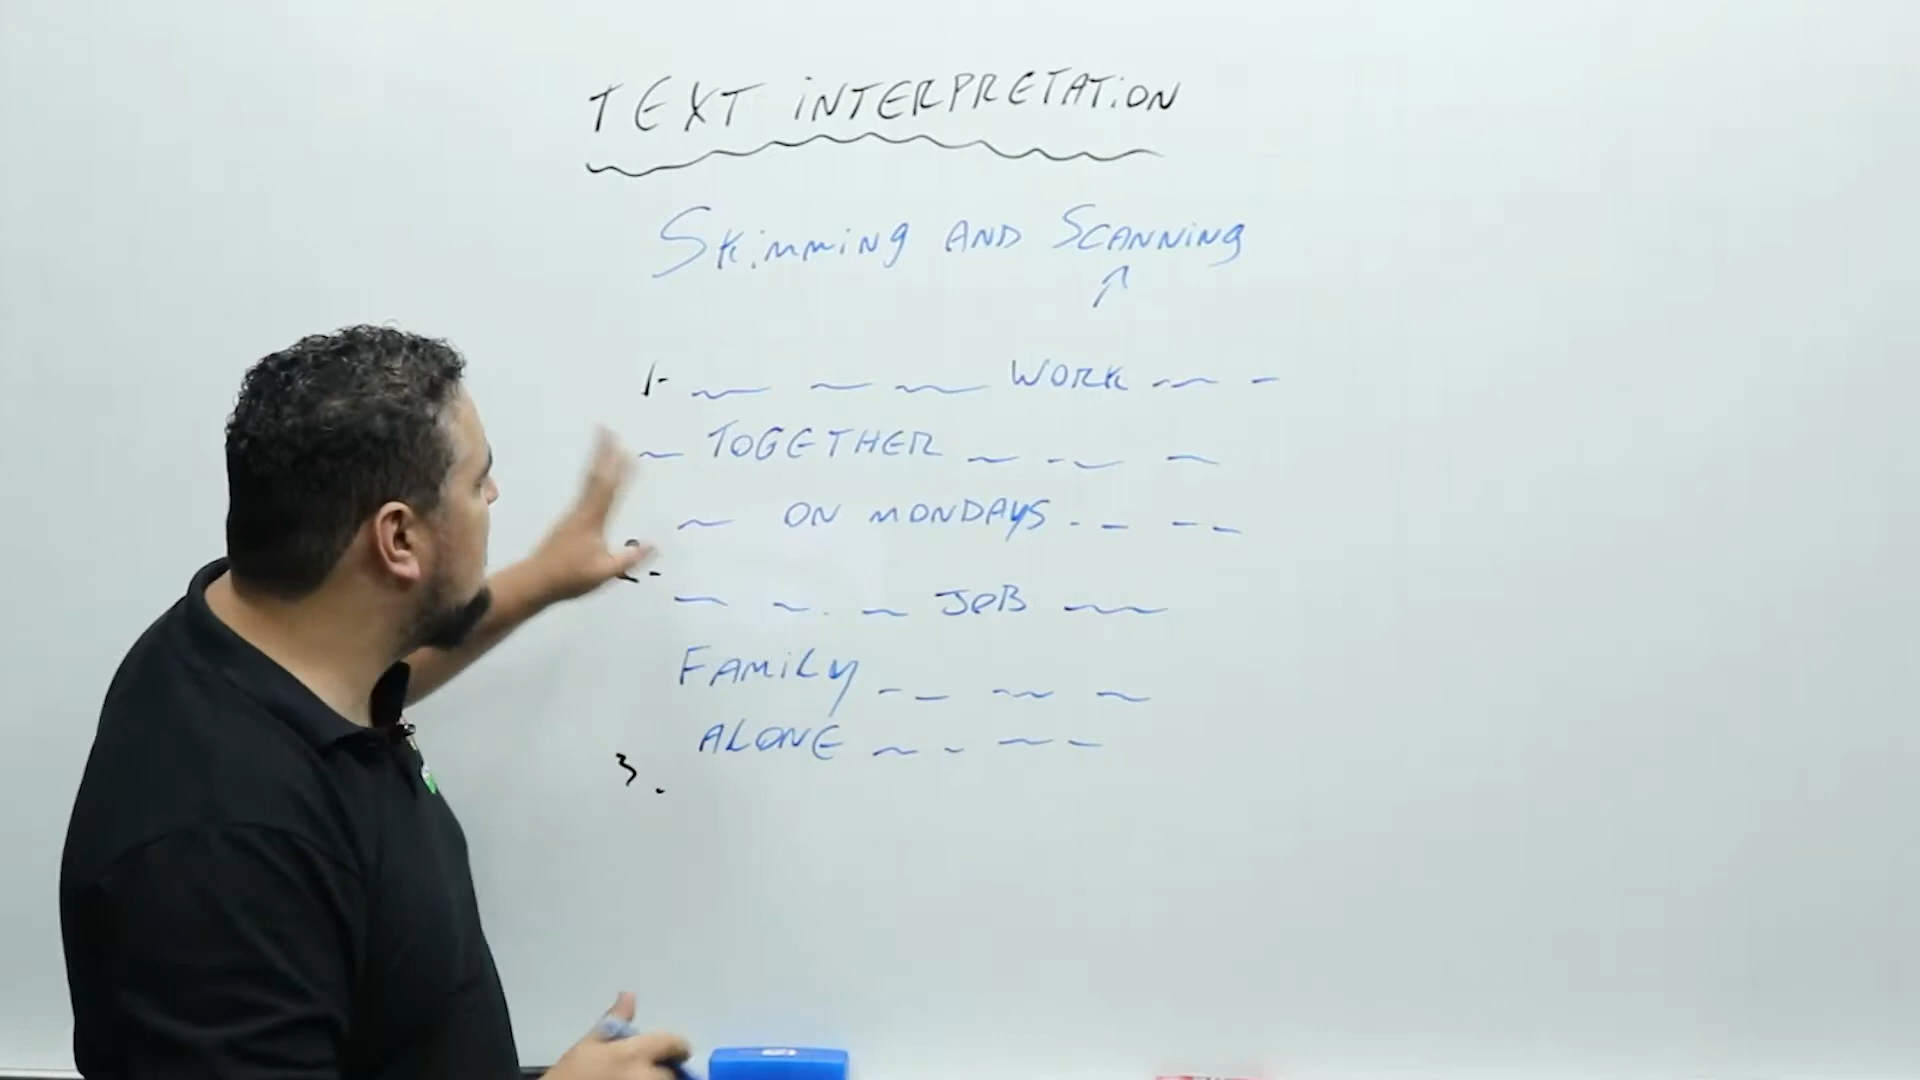 TEXT INTERPRETATION
SKIMMING AND SCANNING
1- WORK
TOGETHER
ON MONDAYS
2-
JOB
FAMILY
ALONE
3.